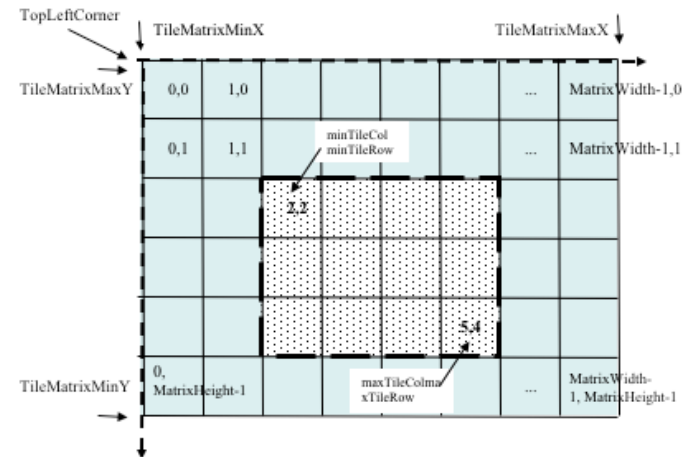 TopLeftCorner
TileMatrixMinX
TileMatrixMaxX
TileMatrixMaxY
0,0
1,0
...
MatrixWidth-1,0
minTileCol
minTileRow
0,1
1,1
...
MatrixWidth-1,1
2,2
5,4
TileMatrixMinY
0,
MatrixHeight-1
maxTileColma
xTileRow
...
MatrixWidth-
1, MatrixHeight-1